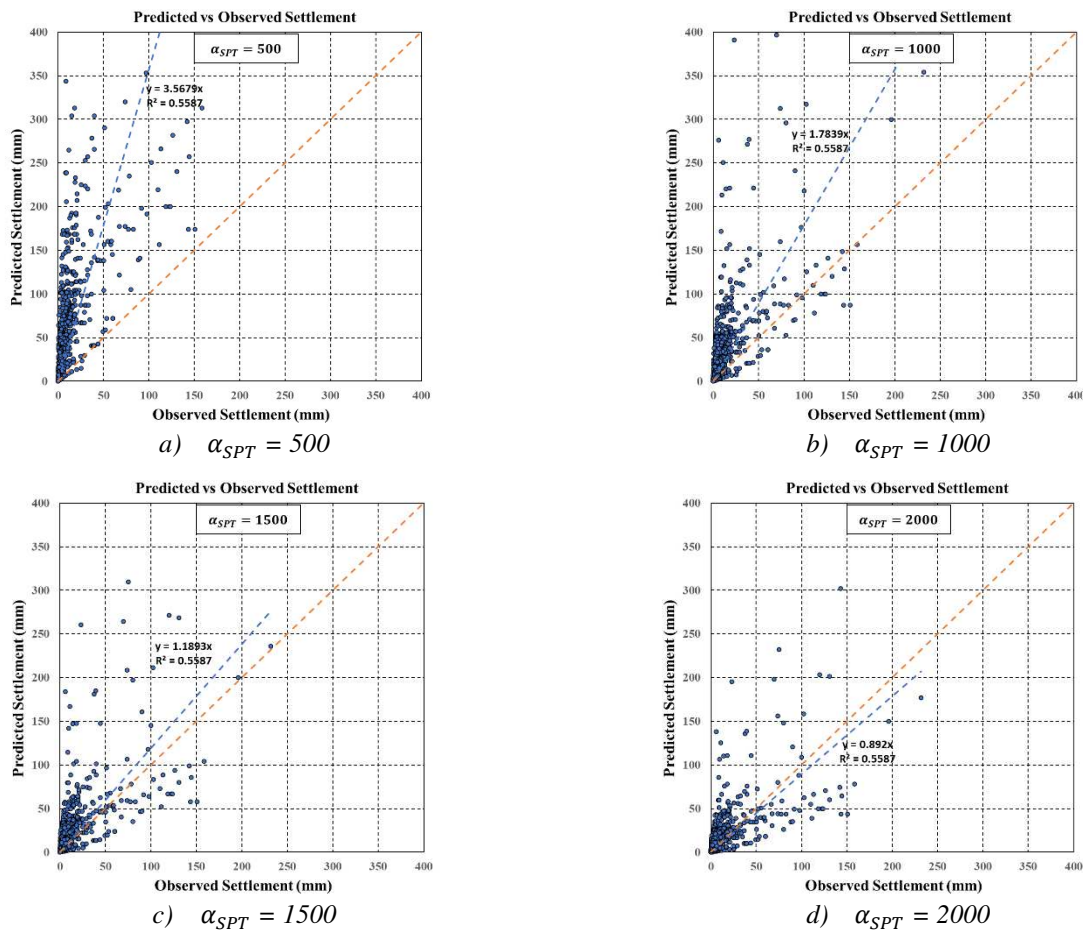 Predicted vs Observed Settlement
α_SPT = 500
y = 3.5679x
R² = 0.5587
Predicted Settlement (mm)
400
350
300
250
200
150
100
50
0
0 50 100 150 200 250 300 350 400
Observed Settlement (mm)
a) α_SPT = 500
Predicted vs Observed Settlement
α_SPT = 1000
y = 1.7839x
R² = 0.5587
Predicted Settlement (mm)
400
350
300
250
200
150
100
50
0
0 50 100 150 200 250 300 350 400
Observed Settlement (mm)
b) α_SPT = 1000
Predicted vs Observed Settlement
α_SPT = 1500
y = 1.1893x
R² = 0.5587
Predicted Settlement (mm)
400
350
300
250
200
150
100
50
0
0 50 100 150 200 250 300 350 400
Observed Settlement (mm)
c) α_SPT = 1500
Predicted vs Observed Settlement
α_SPT = 2000
y = 0.892x
R² = 0.5587
Predicted Settlement (mm)
400
350
300
250
200
150
100
50
0
0 50 100 150 200 250 300 350 400
Observed Settlement (mm)
d) α_SPT = 2000